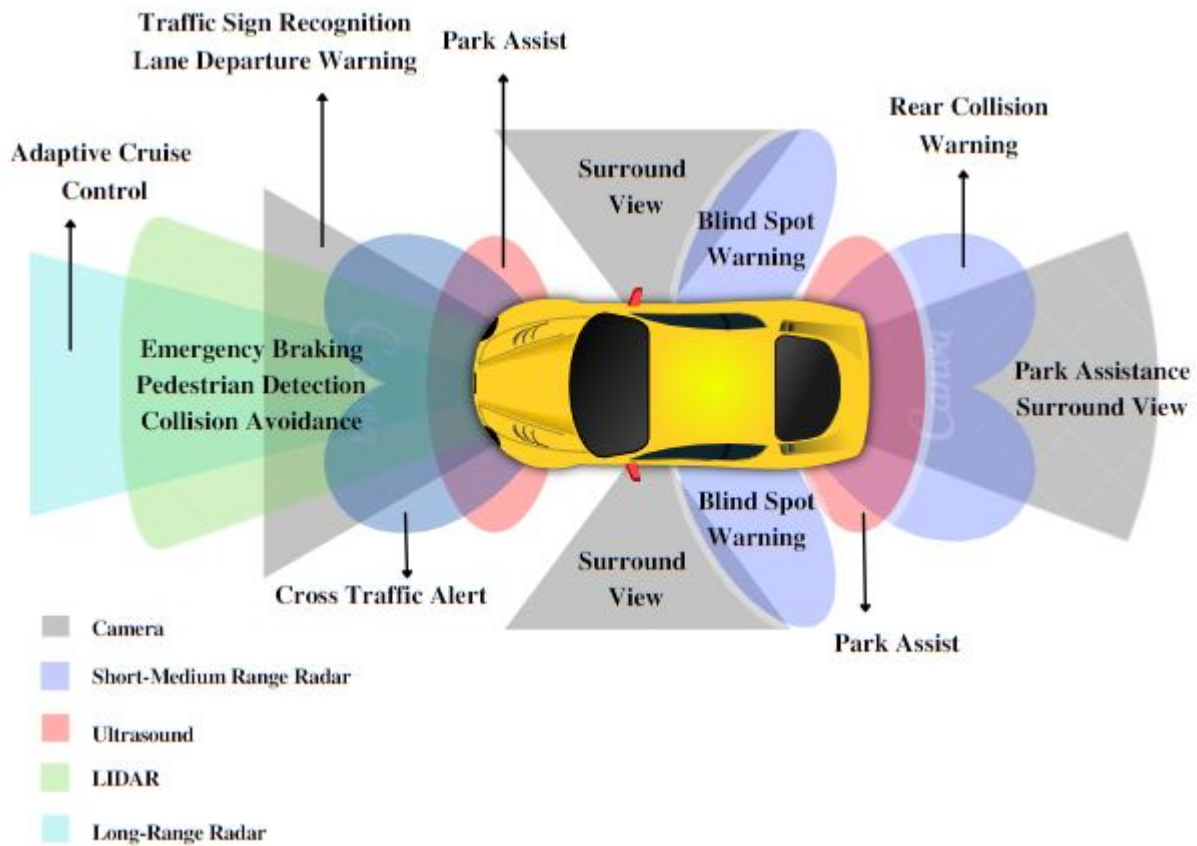 Traffic Sign Recognition
Lane Departure Warning
Park Assist
Rear Collision
Warning
Adaptive Cruise
Control
Surround
View
Blind Spot
Warning
Emergency Braking
Pedestrian Detection
Collision Avoidance
Park Assistance
Surround View
Canva
Canva
Blind Spot
Warning
Surround
View
Cross Traffic Alert
Park Assist
Camera
Short-Medium Range Radar
Ultrasound
LIDAR
Long-Range Radar